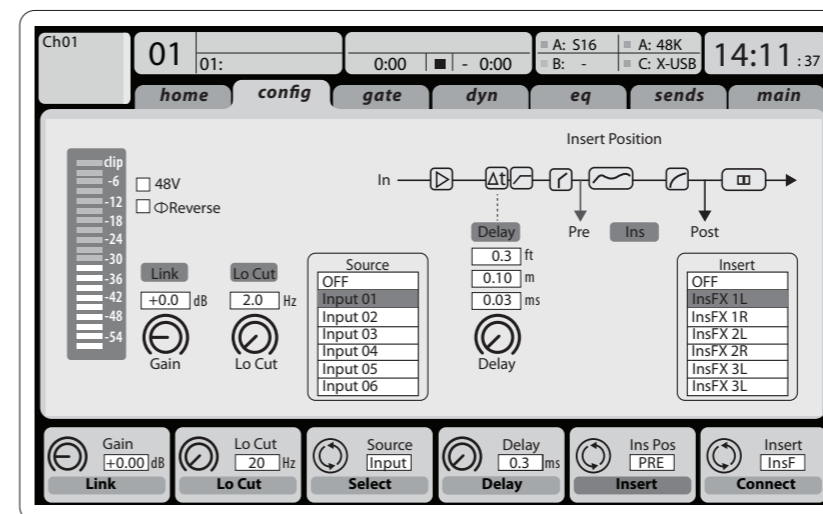 Ch01
01 01: 0:00 - 0:00 A: S16 A: 48K 14:11 :37
B: - C: X-USB
home config gate dyn eq sends main
Insert Position
clip
-6
-12
-18
-24
-30
-36
-42
-48
-54
48V
ΦReverse
In Δt
Pre Ins Post
Link
+0.0 dB
Gain
Lo Cut
2.0 Hz
Lo Cut
Source
OFF
Input 01
Input 02
Input 03
Input 04
Input 05
Input 06
Delay
0.3 ft
0.10 m
0.03 ms
Delay
Insert
OFF
InsFX 1L
InsFX 1R
InsFX 2L
InsFX 2R
InsFX 3L
InsFX 3L
Gain
+0.00 dB
Link
Lo Cut
20 Hz
Lo Cut
Source
Input
Select
Delay
0.3 ms
Delay
Ins Pos
PRE
Insert
Insert
InsF
Connect